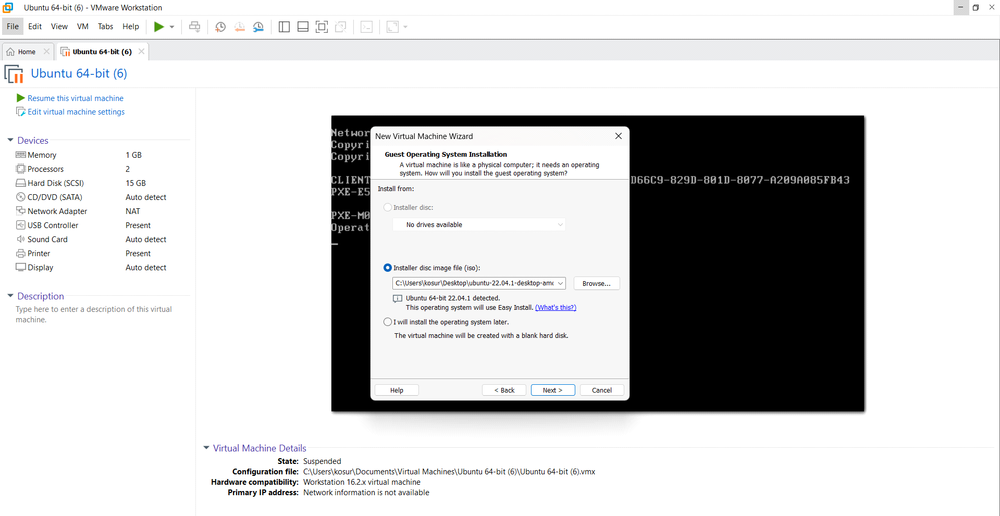 Ubuntu 64-bit (6) - VMware Workstation
File Edit View VM Tabs Help
Home
Ubuntu 64-bit (6)
Ubuntu 64-bit (6)
Resume this virtual machine
Edit virtual machine settings
Devices
Memory 1 GB
Processors 2
Hard Disk (SCSI) 15 GB
CD/DVD (SATA) Auto detect
Network Adapter NAT
USB Controller Present
Sound Card Auto detect
Printer Present
Display Auto detect
Description
Type here to enter a description of this virtual
machine.
Networ
Copyri
Copyri
CLIENT D66C9-829D-801D-8077-A209A085FB43
PXE-E5
PXE-M0
Operat
New Virtual Machine Wizard
Guest Operating System Installation
A virtual machine is like a physical computer; it needs an operating
system. How will you install the guest operating system?
Install from:
Installer disc:
No drives available
Installer disc image file (iso):
C:\Users\kosur\Desktop\ubuntu-22.04.1-desktop-amc
Browse...
Ubuntu 64-bit 22.04.1 detected.
This operating system will use Easy Install. (What's this?)
I will install the operating system later.
The virtual machine will be created with a blank hard disk.
Help < Back Next > Cancel
Virtual Machine Details
State: Suspended
Configuration file: C:\Users\kosur\Documents\Virtual Machines\Ubuntu 64-bit (6)\Ubuntu 64-bit (6).vmx
Hardware compatibility: Workstation 16.2.x virtual machine
Primary IP address: Network information is not available